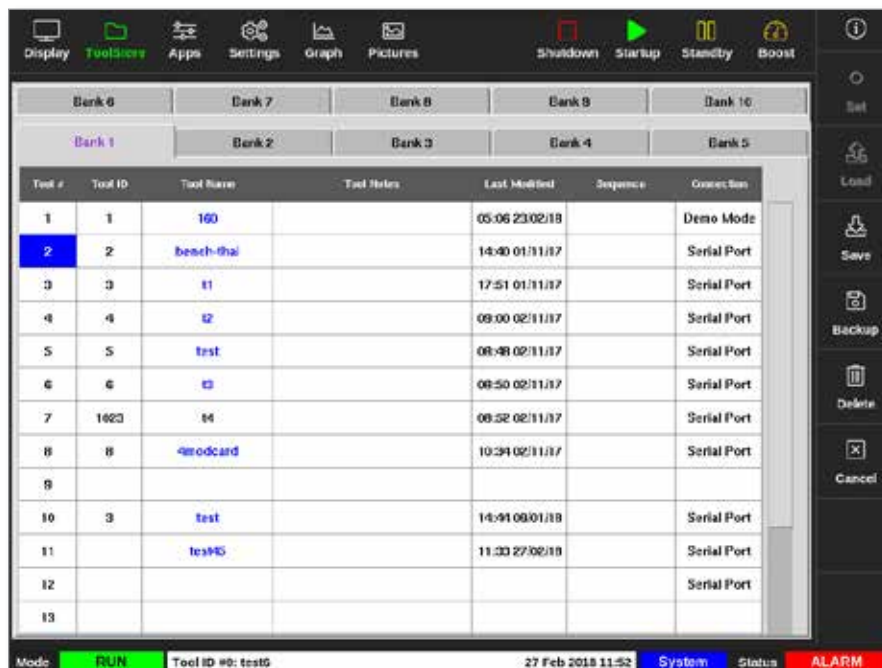 Display ToolStore Apps Settings Graph Pictures Shutdown Startup Standby Boost
Bank 6 Bank 7 Bank 8 Bank 9 Bank 10
Set
Bank 1 Bank 2 Bank 3 Bank 4 Bank 5
Tool # Tool ID Tool Name Tool Notes Last Modified Sequence Connection
Load
1 1 160 05:06 23/02/18 Demo Mode
2 2 bench-thai 14:40 01/11/17 Serial Port
Save
3 3 t1 17:51 01/11/17 Serial Port
4 4 t2 09:00 02/11/17 Serial Port
Backup
5 5 test 08:48 02/11/17 Serial Port
6 6 t3 08:50 02/11/17 Serial Port
Delete
7 1023 t4 08:52 02/11/17 Serial Port
8 8 4modcard 10:34 02/11/17 Serial Port
Cancel
9
10 3 test Serial Port
11 test45 11:33 27/02/18 Serial Port
12 Serial Port
13
Mode RUN Tool ID #0: test6 27 Feb 2018 11:52 System Status ALARM